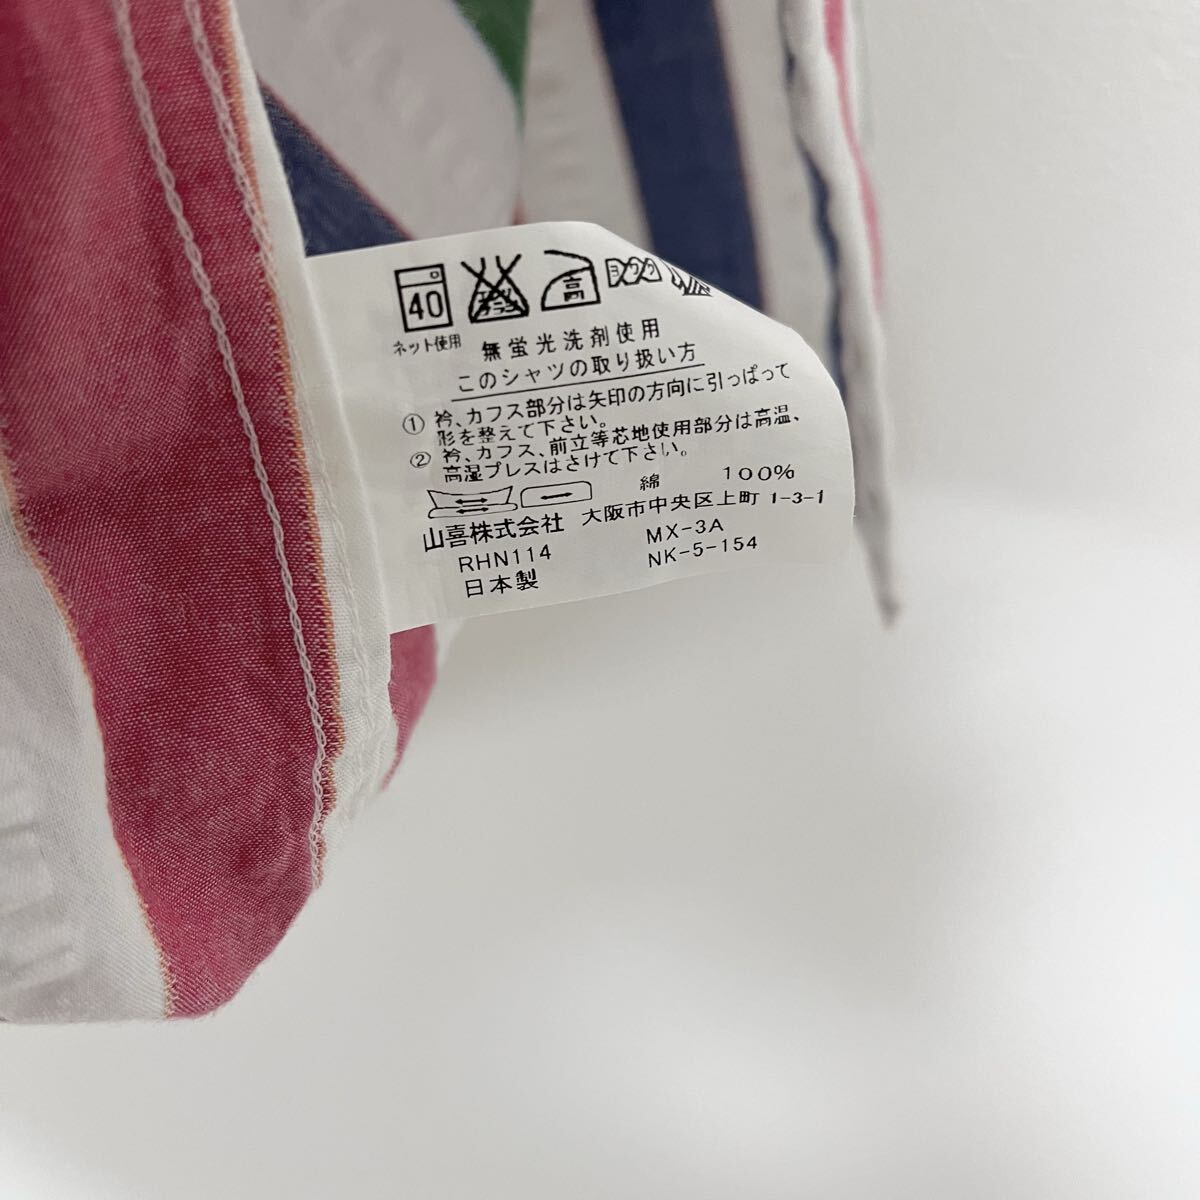 40
高
ネット使用
無蛍光洗剤使用
このシャツの取り扱い方
① 衿、カフス部分は矢印の方向に引っぱって
形を整えて下さい。
② 衿、カフス、前立等芯地使用部分は高温、
高湿プレスはさけて下さい。
綿 100%
山喜株式会社 大阪市中央区上町 1-3-1
RHN114 MX-3A
日本製 NK-5-154